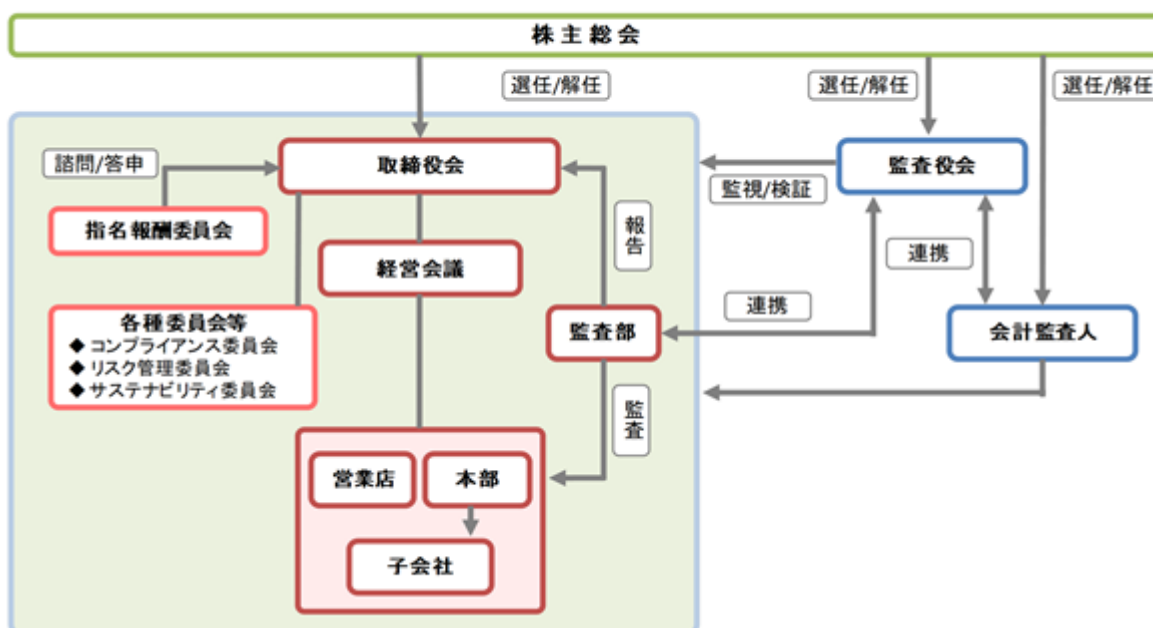 株主総会
選任/解任
選任/解任
選任/解任
諮問/答申
取締役会
監査役会
監視/検証
指名報酬委員会
報告
連携
経営会議
連携
各種委員会等
◆ コンプライアンス委員会
◆ リスク管理委員会
◆ サステナビリティ委員会
監査部
会計監査人
監査
営業店
本部
子会社